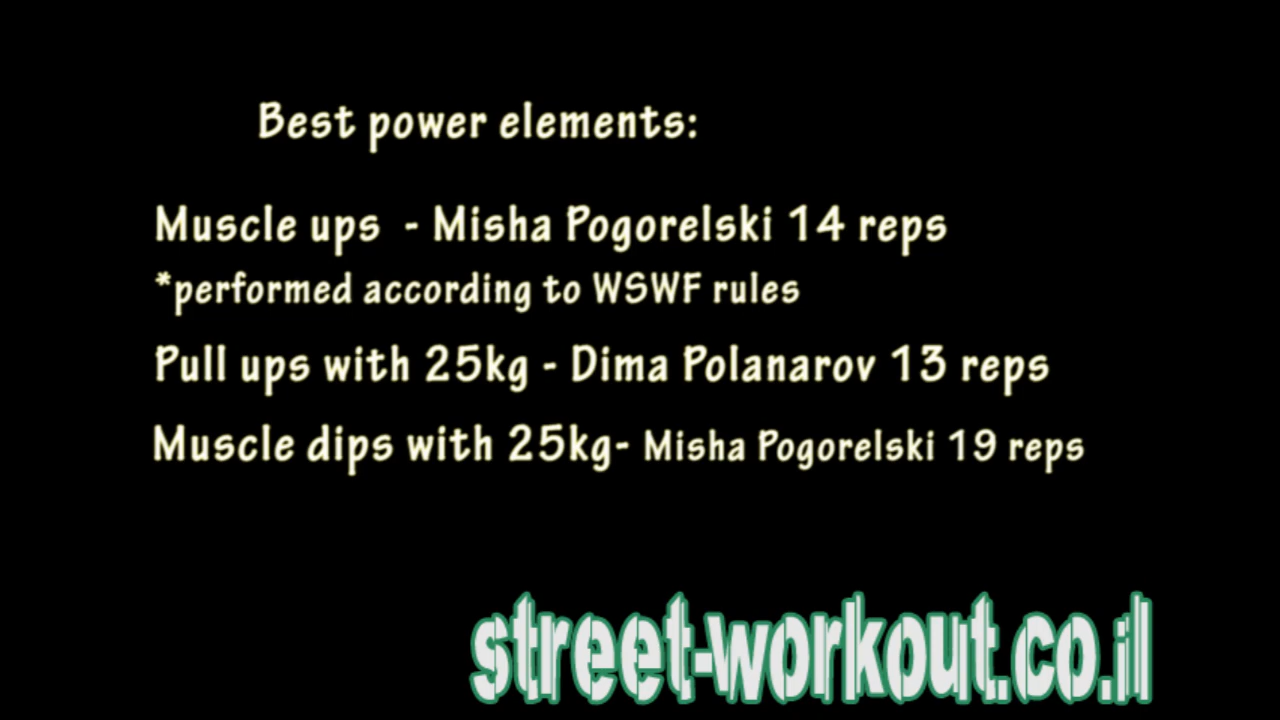 Best power elements:
Muscle ups - Misha Pogorelski 14 reps
*performed according to WSWF rules
Pull ups with 25kg - Dima Polanarov 13 reps
Muscle dips with 25kg- Misha Pogorelski 19 reps
street-workout.co.il